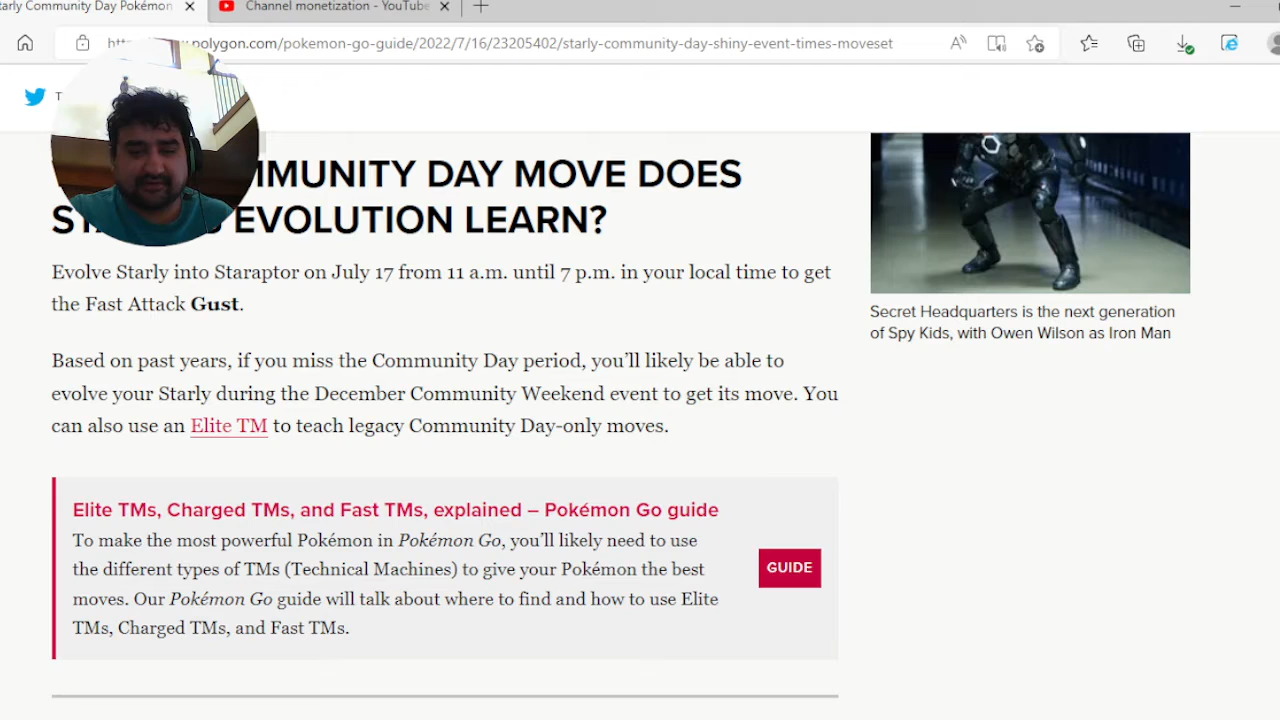 arly Community Day Pokémon
Channel monetization - YouTube
.polygon.com/pokemon-go-guide/2022/7/16/23205402/starly-community-day-shiny-event-times-moveset
MUNITY DAY MOVE DOES
EVOLUTION LEARN?
Evolve Starly into Staraptor on July 17 from 11 a.m. until 7 p.m. in your local time to get
the Fast Attack Gust.
Based on past years, if you miss the Community Day period, you’ll likely be able to
evolve your Starly during the December Community Weekend event to get its move. You
can also use an Elite TM to teach legacy Community Day-only moves.
Elite TMs, Charged TMs, and Fast TMs, explained – Pokémon Go guide
To make the most powerful Pokémon in Pokémon Go, you’ll likely need to use
the different types of TMs (Technical Machines) to give your Pokémon the best
moves. Our Pokémon Go guide will talk about where to find and how to use Elite
TMs, Charged TMs, and Fast TMs.
GUIDE
Secret Headquarters is the next generation
of Spy Kids, with Owen Wilson as Iron Man